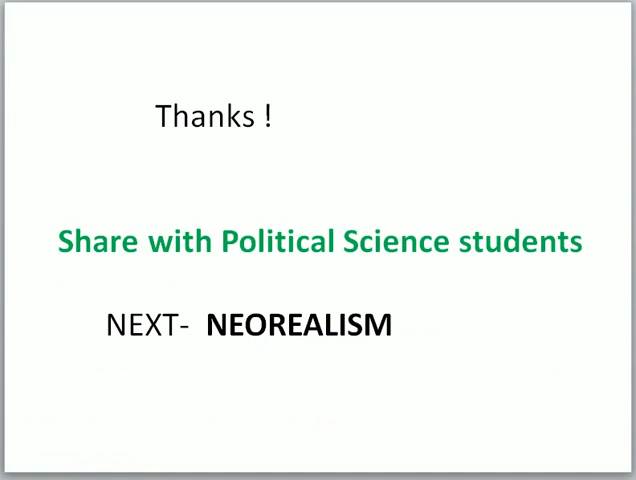 Thanks !
Share with Political Science students
NEXT- NEOREALISM